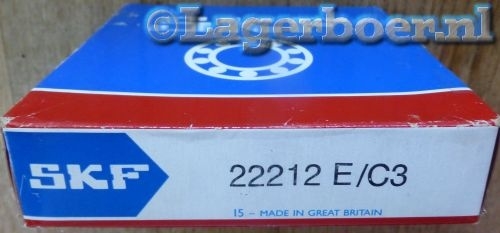 ©Lagerboer.nl
SKF
22212 E/C3
15 – MADE IN GREAT BRITAIN